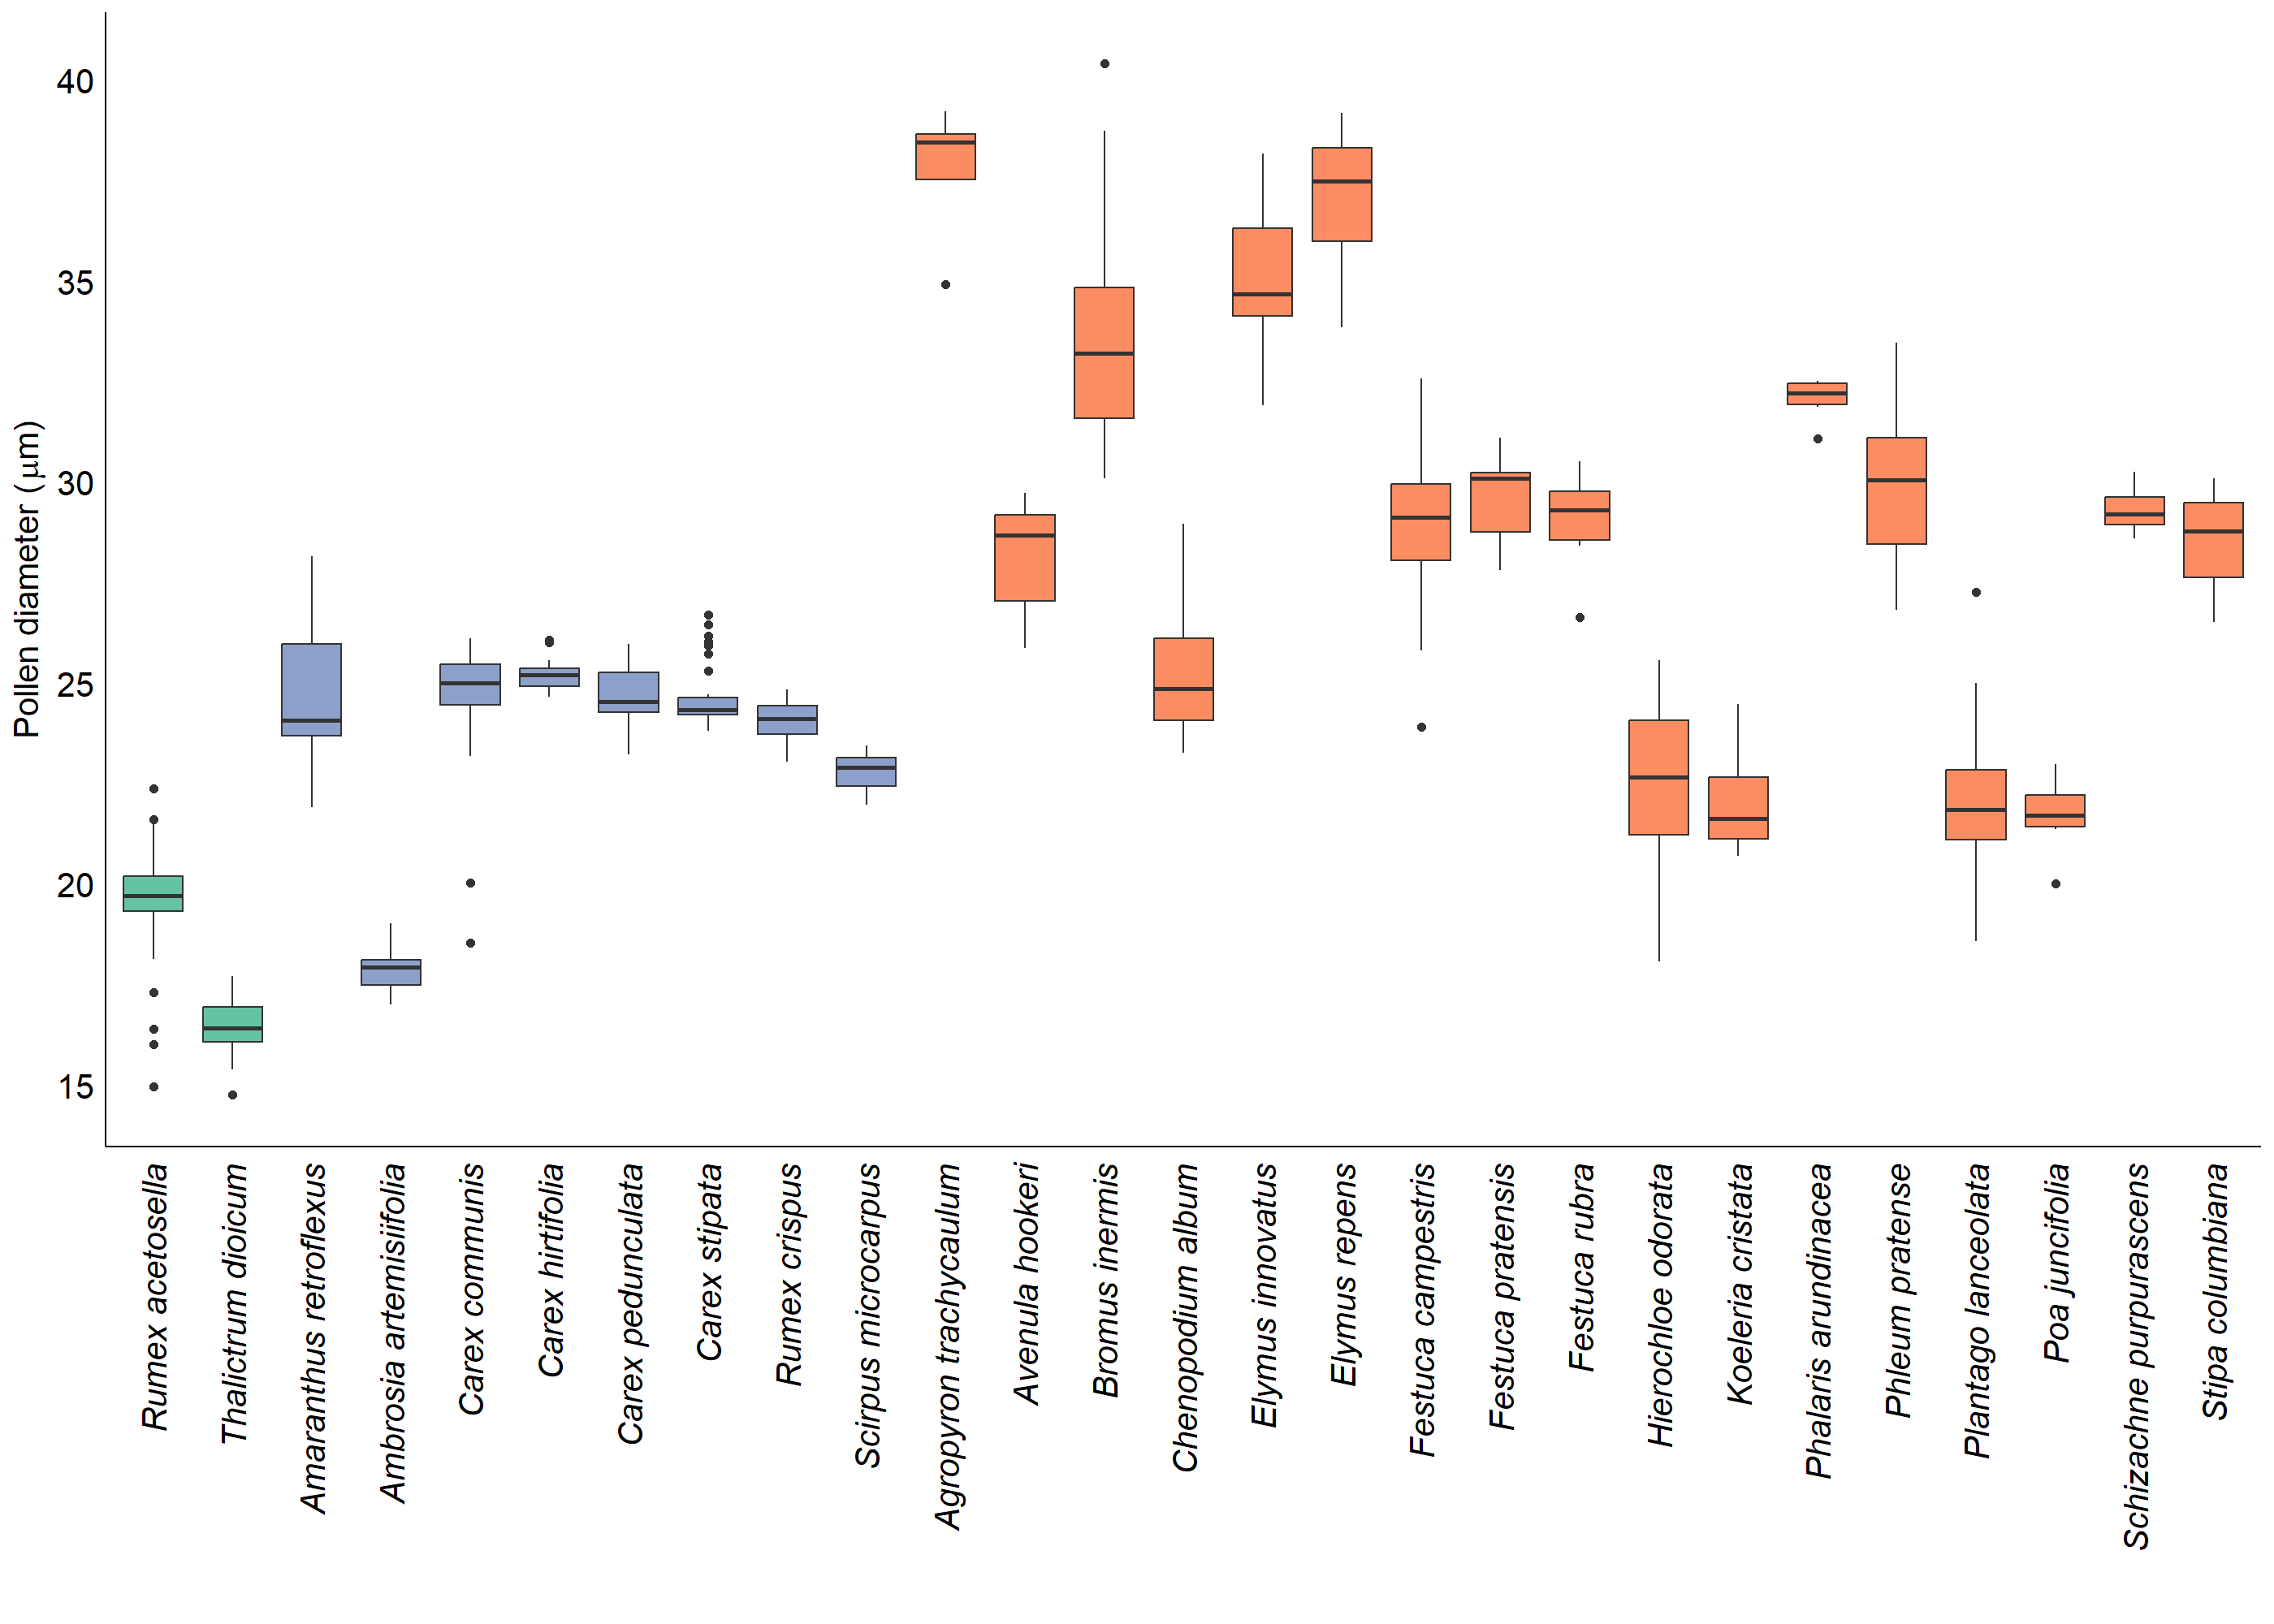 40
35
30
25
20
15
Pollen diameter (μm)
Rumex acetosella
Thalictrum dioicum
Amaranthus retroflexus
Ambrosia artemisiifolia
Carex communis
Carex hirtifolia
Carex pedunculata
Carex stipata
Rumex crispus
Scirpus microcarpus
Agropyron trachycaulum
Avenula hookeri
Bromus inermis
Chenopodium album
Elymus innovatus
Elymus repens
Festuca campestris
Festuca pratensis
Festuca rubra
Hierochloe odorata
Koeleria cristata
Phalaris arundinacea
Phleum pratense
Plantago lanceolata
Poa juncifolia
Schizachne purpurascens
Stipa columbiana